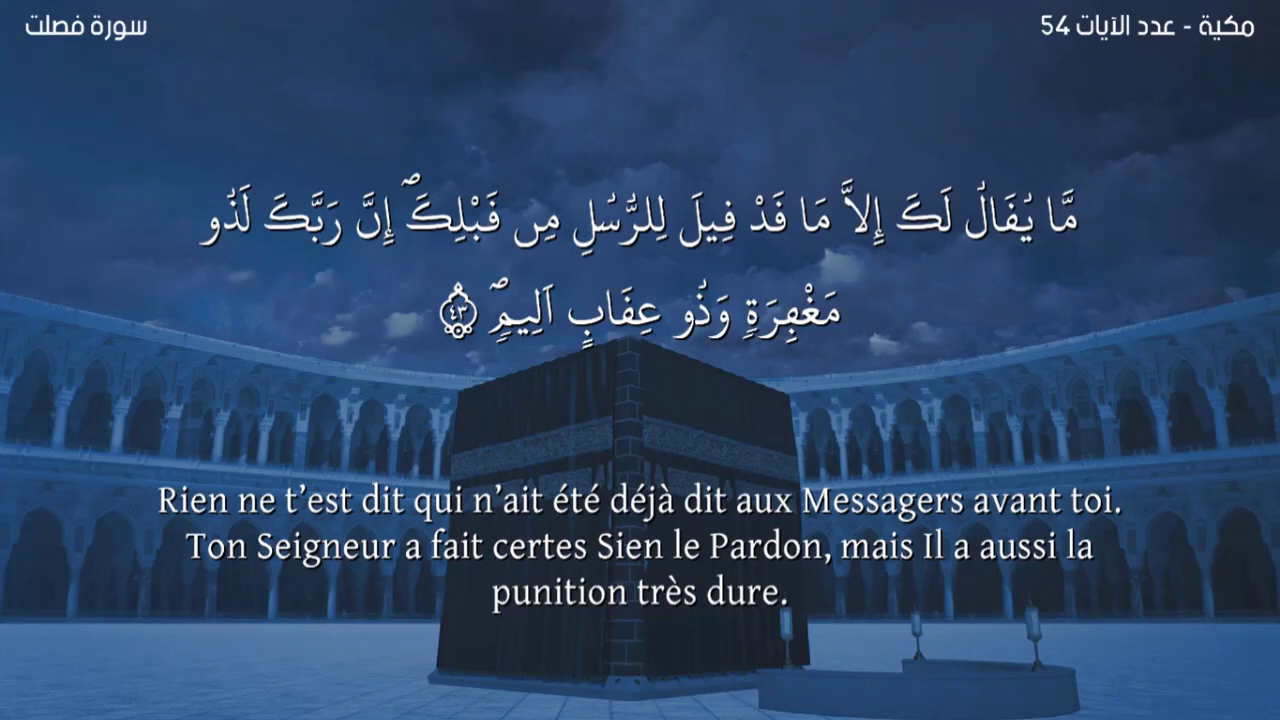 مكية - عدد الآيات 54
سورة فصلت
مَّا يُفَالُ لَكَ إِلاَّ مَا قَدْ فِيلَ لِلرُّسُلِ مِن فَبْلِكَۖ إِنَّ رَبَّكَ لَذُو
مَغْفِرَةٖ وَذُو عِفَابٍ اَلِيمٖۖ ٤٣
Rien ne t’est dit qui n’ait été déjà dit aux Messagers avant toi.
Ton Seigneur a fait certes Sien le Pardon, mais Il a aussi la
punition très dure.